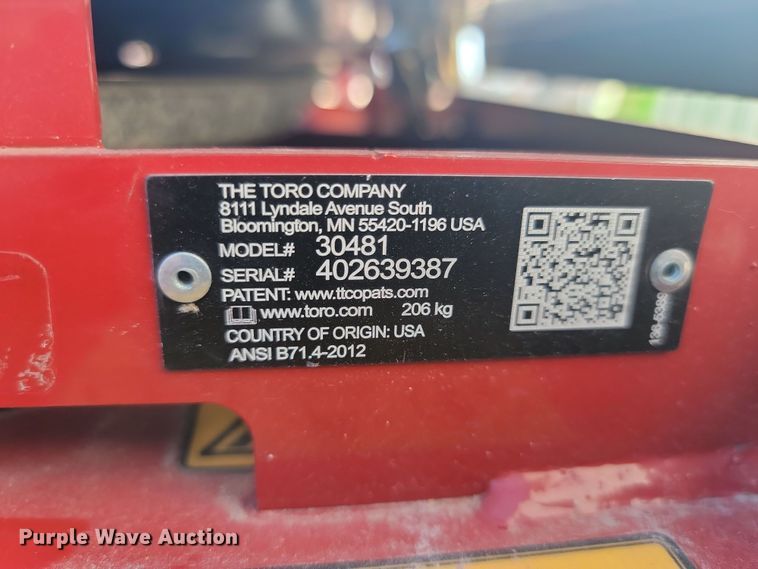 THE TORO COMPANY
8111 Lyndale Avenue South
Bloomington, MN 55420-1196 USA
MODEL# 30481
SERIAL# 402639387
PATENT: www.ttcopats.com
www.toro.com 206 kg
COUNTRY OF ORIGIN: USA
ANSI B71.4-2012
Purple Wave Auction